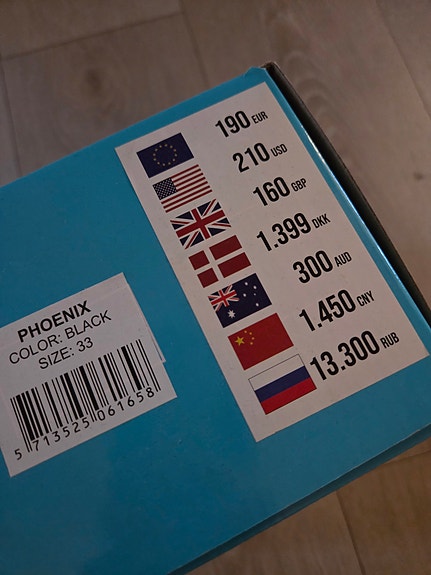 190 EUR
210 USD
160 GBP
1.399 DKK
300 AUD
1.450 CNY
13.300 RUB
PHOENIX
COLOR: BLACK
SIZE: 33
5 713525 061658